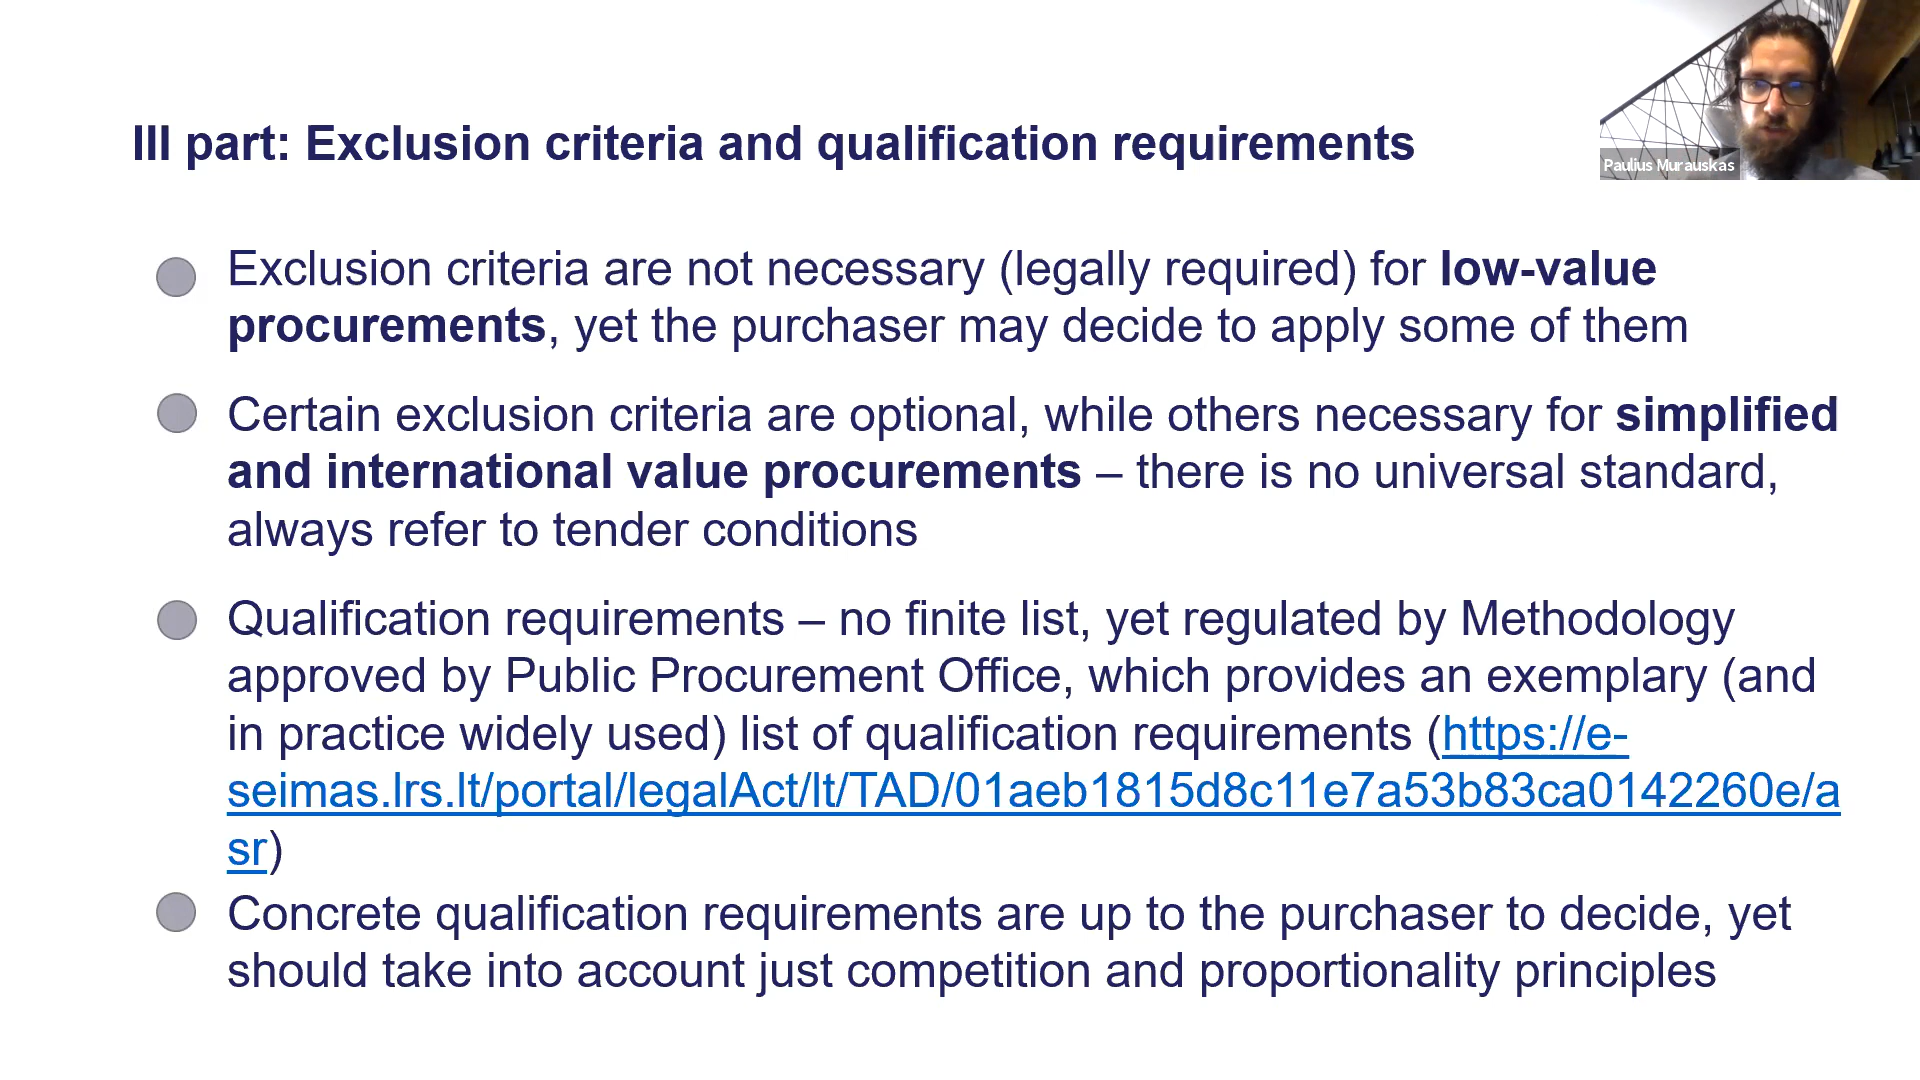 Paulius Murauskas
III part: Exclusion criteria and qualification requirements
Exclusion criteria are not necessary (legally required) for low-value
procurements, yet the purchaser may decide to apply some of them
Certain exclusion criteria are optional, while others necessary for simplified
and international value procurements – there is no universal standard,
always refer to tender conditions
Qualification requirements – no finite list, yet regulated by Methodology
approved by Public Procurement Office, which provides an exemplary (and
in practice widely used) list of qualification requirements (https://e-
seimas.lrs.lt/portal/legalAct/lt/TAD/01aeb1815d8c11e7a53b83ca0142260e/a
sr)
Concrete qualification requirements are up to the purchaser to decide, yet
should take into account just competition and proportionality principles